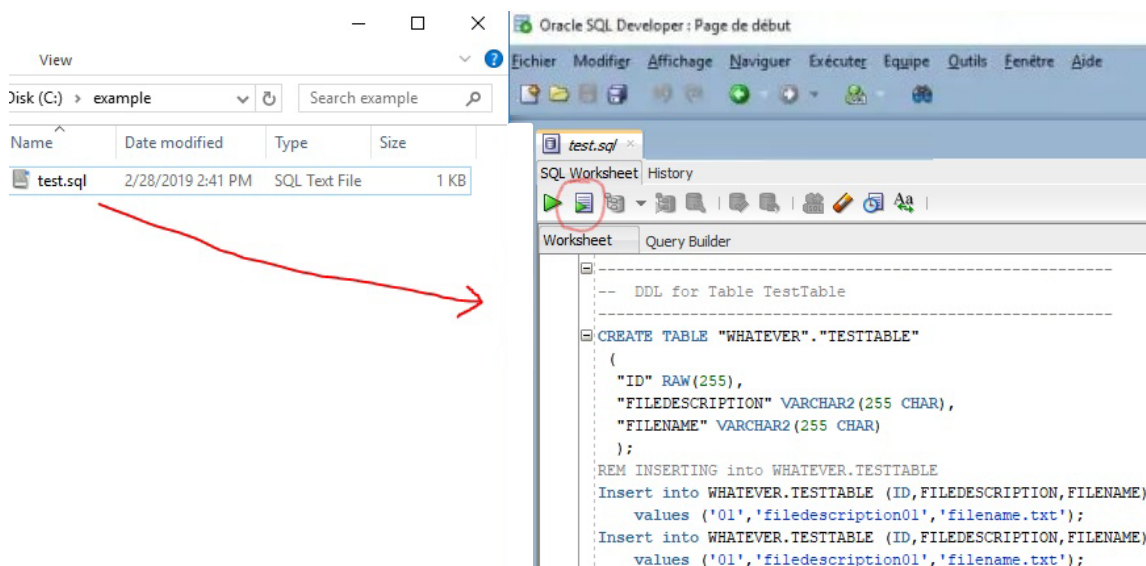 View
Disk (C:) > example
Search example
Name Date modified Type Size
test.sql 2/28/2019 2:41 PM SQL Text File 1 KB
Oracle SQL Developer : Page de début
Fichier Modifier Affichage Naviguer Exécuter Equipe Outils Fenêtre Aide
test.sql
SQL Worksheet History
Aa
Worksheet Query Builder
---------------------------------------------------------
-- DDL for Table TestTable
---------------------------------------------------------
CREATE TABLE "WHATEVER"."TESTTABLE"
(
"ID" RAW(255),
"FILEDESCRIPTION" VARCHAR2(255 CHAR),
"FILENAME" VARCHAR2(255 CHAR)
);
REM INSERTING into WHATEVER.TESTTABLE
Insert into WHATEVER.TESTTABLE (ID,FILEDESCRIPTION,FILENAME)
values ('01','filedescription01','filename.txt');
Insert into WHATEVER.TESTTABLE (ID,FILEDESCRIPTION,FILENAME)
values ('01','filedescription01','filename.txt');